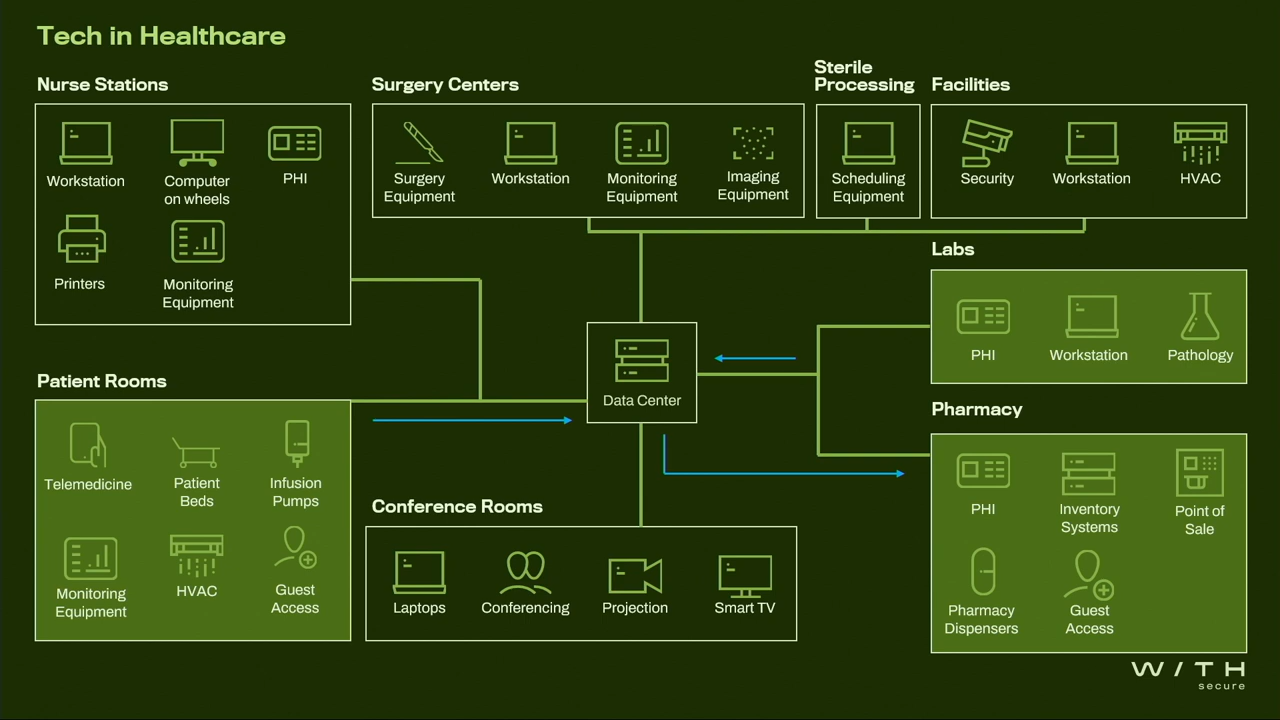 Tech in Healthcare
Nurse Stations
Workstation
Computer
on wheels
PHI
Printers
Monitoring
Equipment
Surgery Centers
Surgery
Equipment
Workstation
Monitoring
Equipment
Imaging
Equipment
Sterile
Processing
Scheduling
Equipment
Facilities
Security
Workstation
HVAC
Labs
PHI
Workstation
Pathology
Data Center
Patient Rooms
Telemedicine
Patient
Beds
Infusion
Pumps
Monitoring
Equipment
HVAC
Guest
Access
Conference Rooms
Laptops
Conferencing
Projection
Smart TV
Pharmacy
PHI
Inventory
Systems
Point of
Sale
Pharmacy
Dispensers
Guest
Access
W/TH
secure